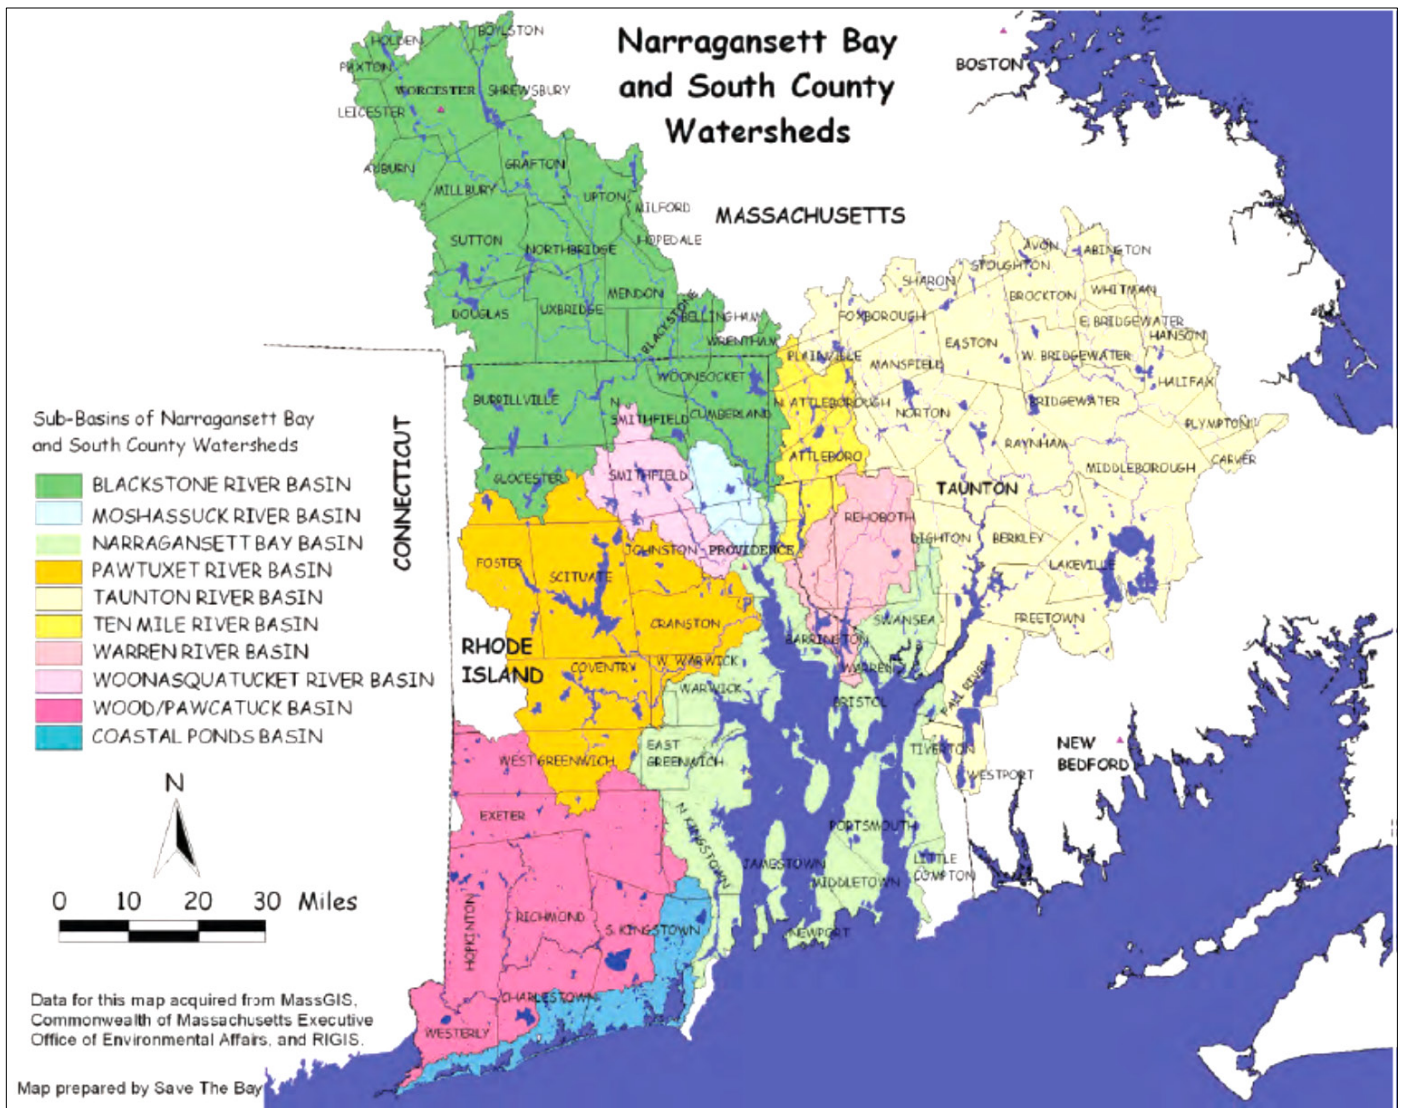 Narragansett Bay
and South County
Watersheds
BOSTON
MASSACHUSETTS
HOLDEN
BOYLSTON
PAXTON
WORCESTER
SHREWSBURY
LEICESTER
AUBURN
GRAFTON
MILLBURY
UPTON
MILFORD
SUTTON
NORTHBRIDGE
HOPEDALE
MENDON
DOUGLAS
UXBRIDGE
BLACKSTONE
BELLINGHAM
WRENTHAM
AVON
ABINGTON
STOUGHTON
SHARON
BROCKTON
WHITMAN
FOXBOROUGH
E. BRIDGEWATER
HANSON
EASTON
PLAINVILLE
MANSFIELD
W. BRIDGEWATER
HALIFAX
WOONSOCKET
BURRILLVILLE
N.
SMITHFIELD
CUMBERLAND
N. ATTLEBOROUGH
NORTON
BRIDGEWATER
PLYMPTON
RAYNHAM
ATTLEBORO
MIDDLEBOROUGH
CARVER
GLOCESTER
SMITHFIELD
TAUNTON
REHOBOTH
DIGHTON
BERKLEY
JOHNSTON
PROVIDENCE
FOSTER
SCITUATE
LAKEVILLE
CRANSTON
SWANSEA
FREETOWN
BARRINGTON
RHODE
ISLAND
COVENTRY
W. WARWICK
WARREN
WARWICK
BRISTOL
FALL RIVER
WEST GREENWICH
EAST
GREENWICH
TIVERTON
WESTPORT
NEW
BEDFORD
EXETER
N. KINGSTOWN
PORTSMOUTH
JAMESTOWN
MIDDLETOWN
LITTLE
COMPTON
HOPKINTON
RICHMOND
S. KINGSTOWN
NEWPORT
CHARLESTOWN
WESTERLY
CONNECTICUT
Sub-Basins of Narragansett Bay
and South County Watersheds
BLACKSTONE RIVER BASIN
MOSHASSUCK RIVER BASIN
NARRAGANSETT BAY BASIN
PAWTUXET RIVER BASIN
TAUNTON RIVER BASIN
TEN MILE RIVER BASIN
WARREN RIVER BASIN
WOONASQUATUCKET RIVER BASIN
WOOD/PAWCATUCK BASIN
COASTAL PONDS BASIN
N
0 10 20 30 Miles
Data for this map acquired from MassGIS,
Commonwealth of Massachusetts Executive
Office of Environmental Affairs, and RIGIS.
Map prepared by Save The Bay